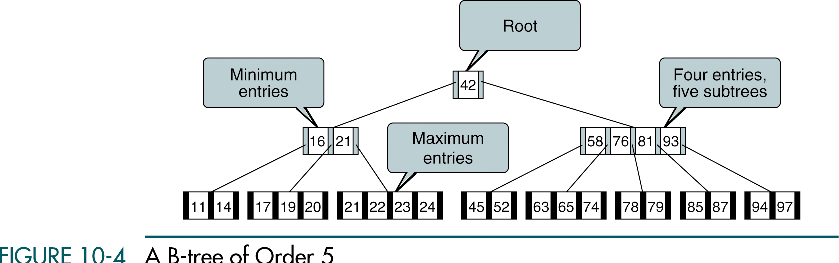 Root
Minimum
entries
Four entries,
five subtrees
42
16 21
Maximum
entries
58 76 81 93
11 14 17 19 20 21 22 23 24 45 52 63 65 74 78 79 85 87 94 97
FIGURE 10-4 A B-tree of Order 5